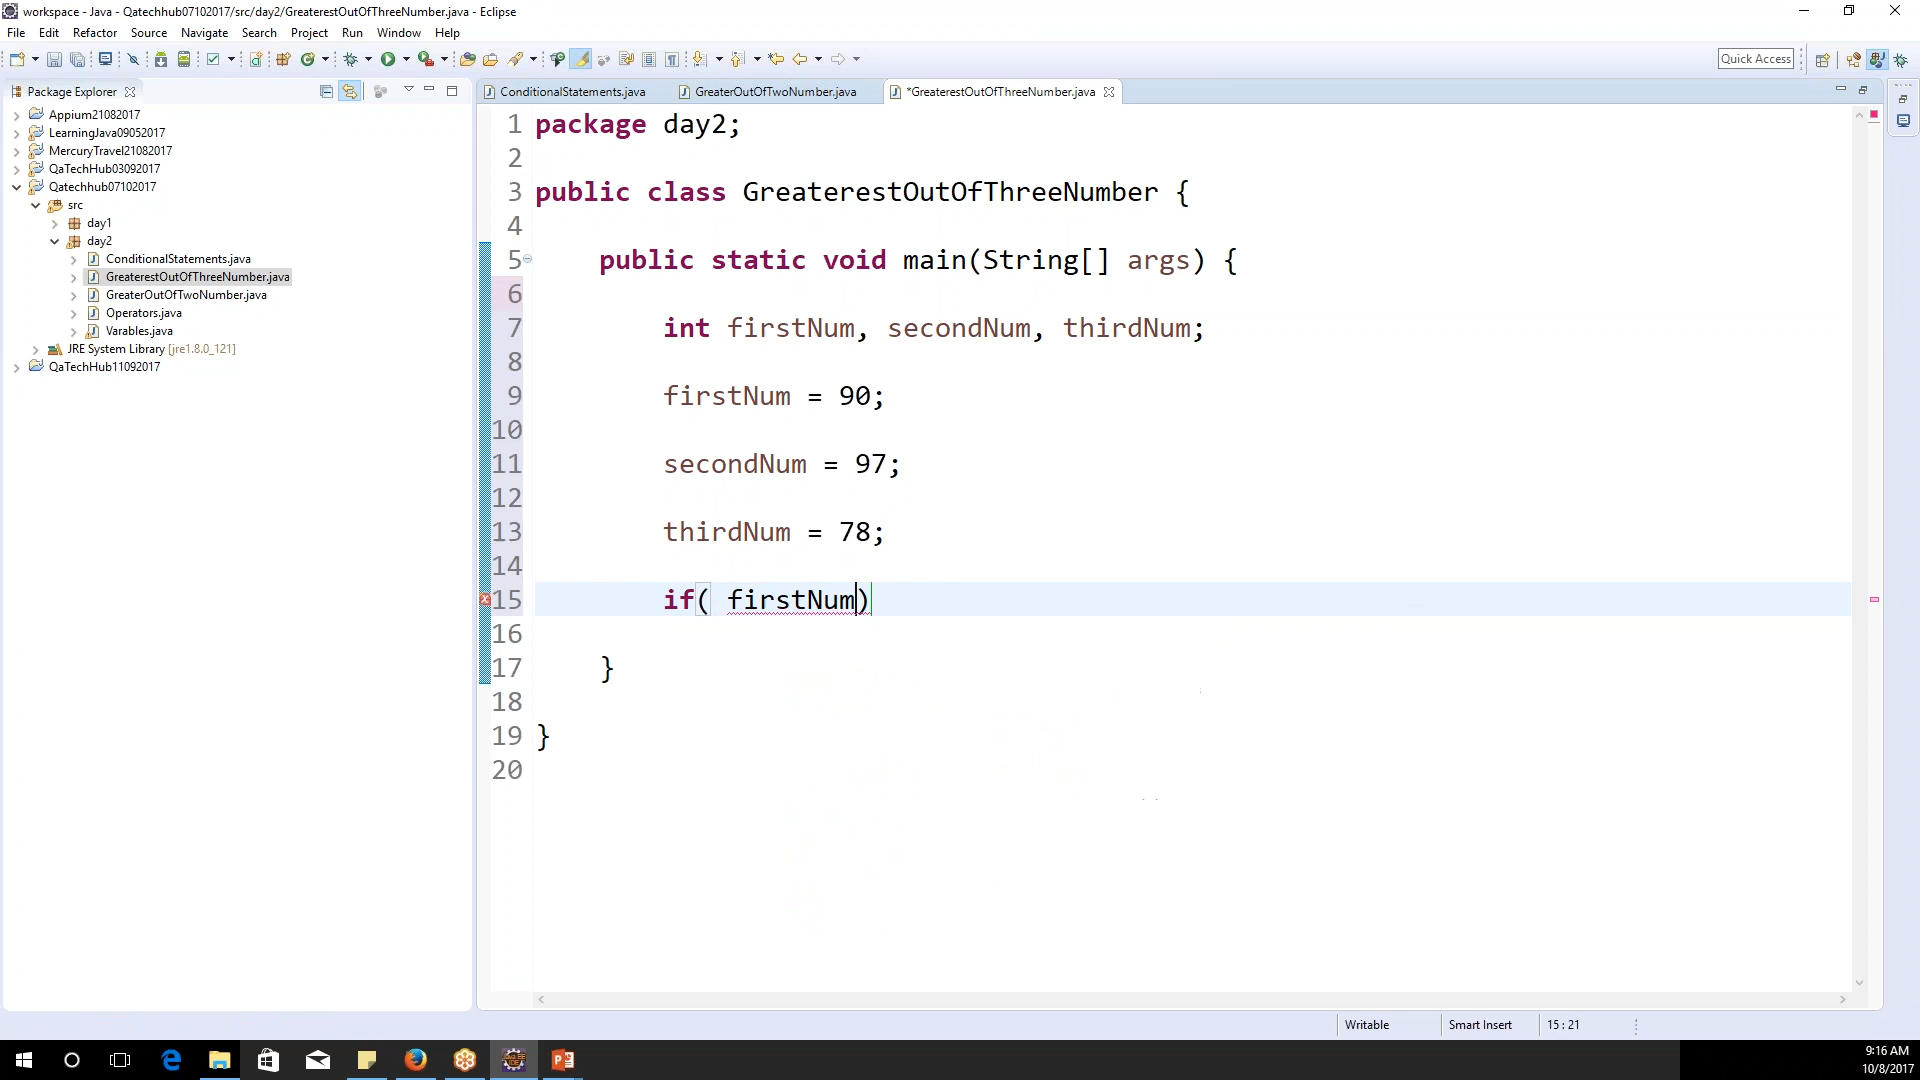 workspace - Java - Qatechhub07102017/src/day2/GreaterestOutOfThreeNumber.java - Eclipse
File Edit Refactor Source Navigate Search Project Run Window Help
Quick Access
Package Explorer
Appium21082017
LearningJava09052017
MercuryTravel21082017
QaTechHub03092017
Qatechhub07102017
src
day1
day2
ConditionalStatements.java
GreaterestOutOfThreeNumber.java
GreaterOutOfTwoNumber.java
Operators.java
Varables.java
JRE System Library [jre1.8.0_121]
QaTechHub11092017
ConditionalStatements.java GreaterOutOfTwoNumber.java *GreaterestOutOfThreeNumber.java
1 package day2;
2
3 public class GreaterestOutOfThreeNumber {
4
5 public static void main(String[] args) {
6
7 int firstNum, secondNum, thirdNum;
8
9 firstNum = 90;
10
11 secondNum = 97;
12
13 thirdNum = 78;
14
15 if( firstNum)
16
17 }
18
19 }
20
Writable Smart Insert 15 : 21
9:16 AM
10/8/2017